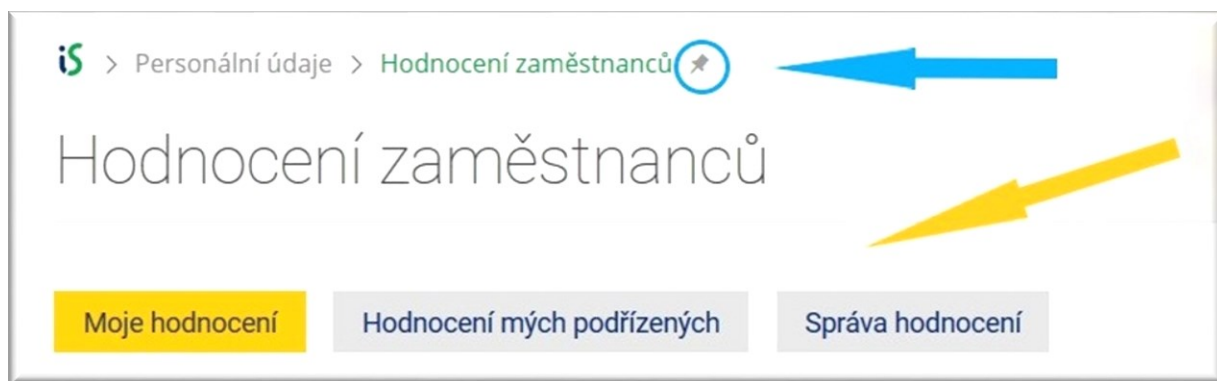 iS > Personální údaje > Hodnocení zaměstnanců
Hodnocení zaměstnanců
Moje hodnocení Hodnocení mých podřízených Správa hodnocení